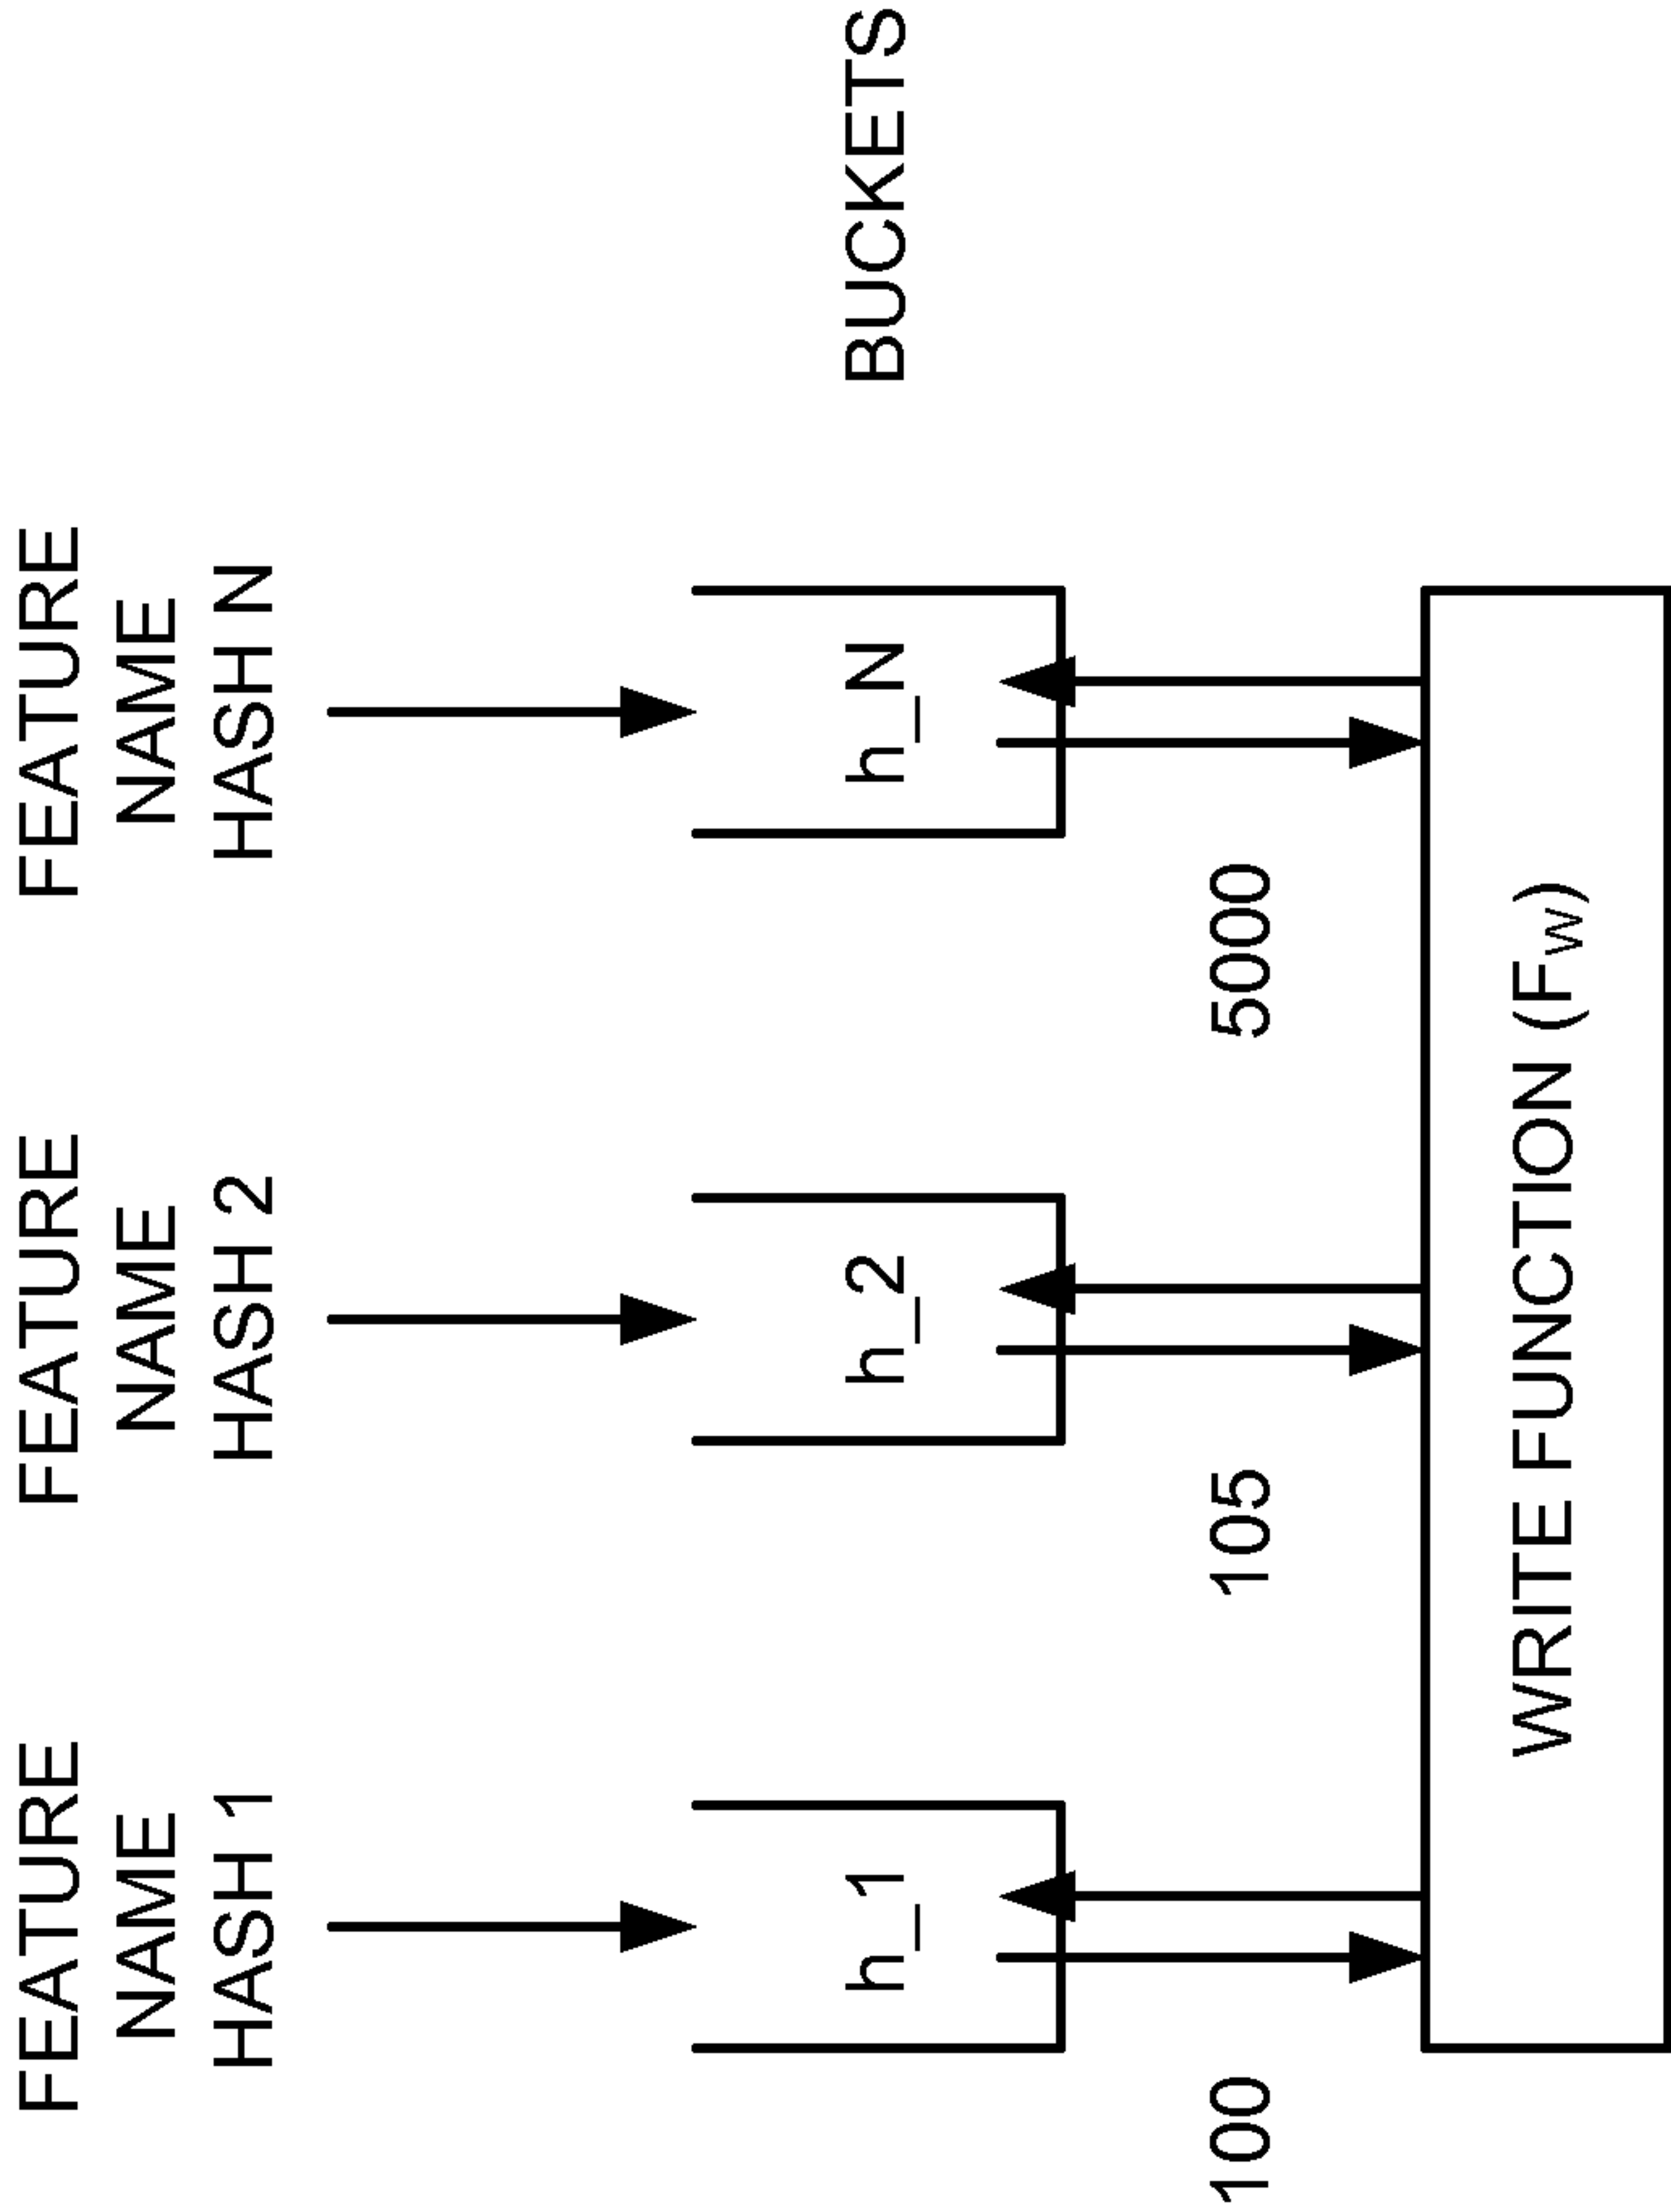 FEATURE
NAME
HASH 1
FEATURE
NAME
HASH 2
FEATURE
NAME
HASH N
h_1
h_2
h_N
BUCKETS
100
105
5000
WRITE FUNCTION (FW)